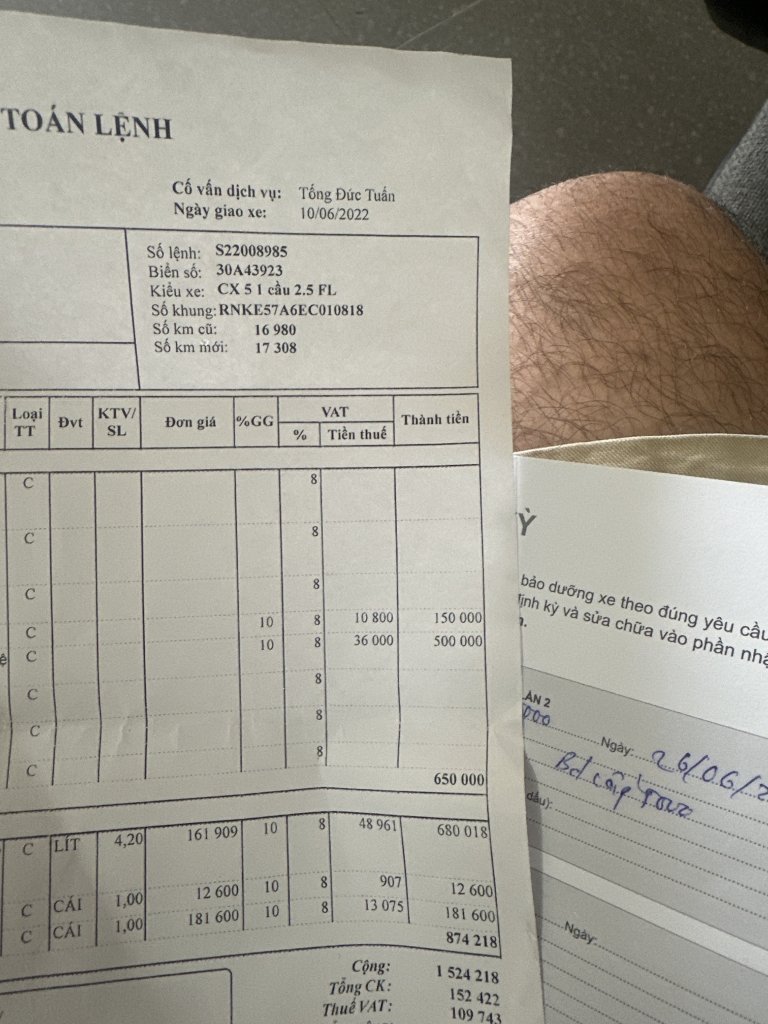 TOÁN LỆNH
Cố vấn dịch vụ: Tống Đức Tuấn
Ngày giao xe: 10/06/2022
Số lệnh: S22008985
Biển số: 30A43923
Kiểu xe: CX 5 1 cầu 2.5 FL
Số khung: RNKE57A6EC010818
Số km cũ: 16 980
Số km mới: 17 308
Loại TT Đvt KTV/ SL Đơn giá %GG VAT Thành tiền
% Tiền thuế
C 8
C 8
C 8
C 10 8 10 800 150 000
ệ C 10 8 36 000 500 000
C 8
C 8
C 8
650 000
C LÍT 4,20 161 909 10 8 48 961 680 018
C CÁI 1,00 12 600 10 8 907 12 600
C CÁI 1,00 181 600 10 8 13 075 181 600
874 218
Cộng: 1 524 218
Tổng CK: 152 422
Thuế VAT: 109 743
Ỳ
bảo dưỡng xe theo đúng yêu cầu
định kỳ và sửa chữa vào phần nhậ
LẦN 2
000
Ngày: 26/06/2
Bd cấp
dầu):
Ngày: